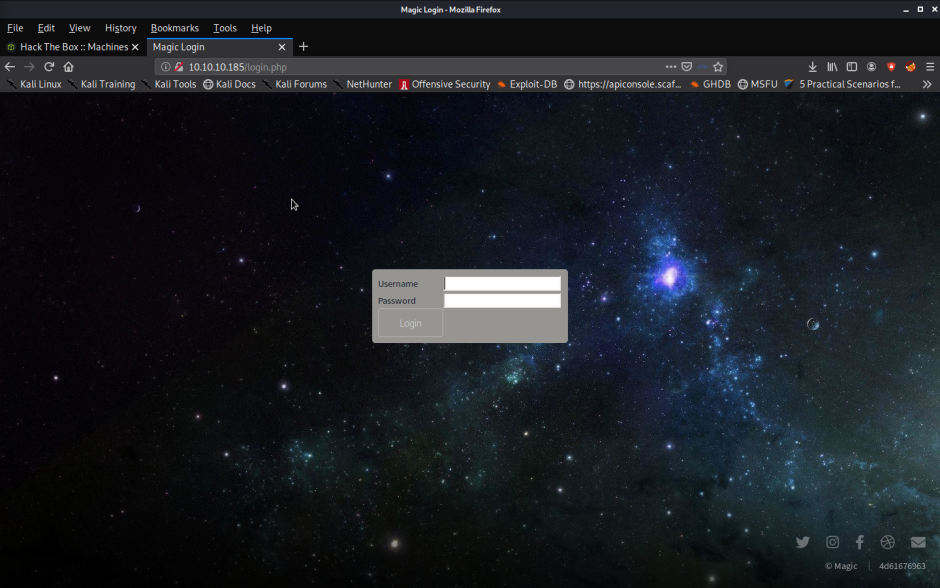 Magic Login - Mozilla Firefox
File Edit View History Bookmarks Tools Help
Hack The Box :: Machines Magic Login
10.10.10.185/login.php
Kali Linux Kali Training Kali Tools Kali Docs Kali Forums NetHunter Offensive Security Exploit-DB https://apiconsole.scaf... GHDB MSFU 5 Practical Scenarios f...
Username
Password
Login
© Magic | 4d61676963